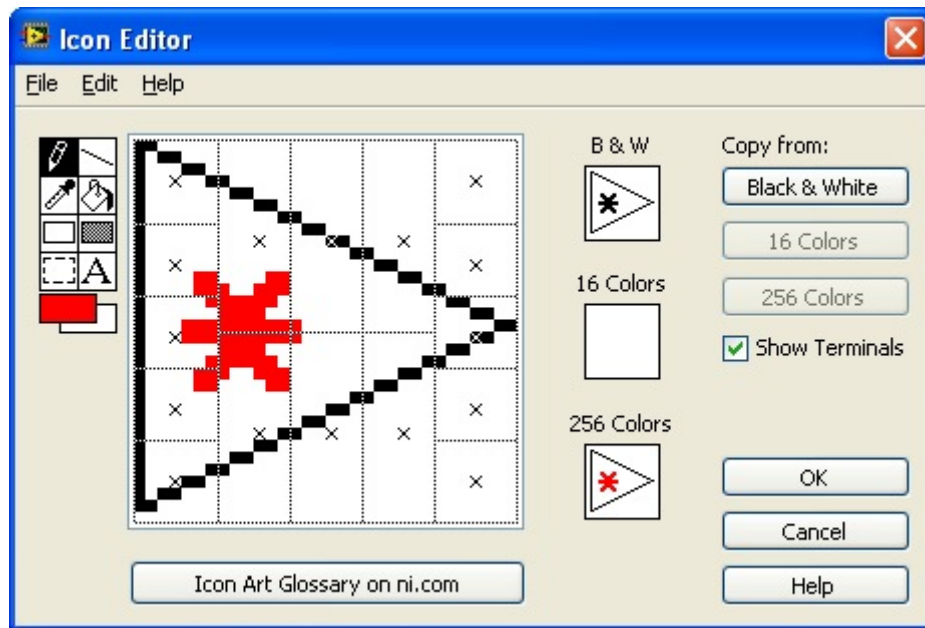 Icon Editor
File Edit Help
A
B & W
Copy from:
Black & White
16 Colors
16 Colors
256 Colors
Show Terminals
256 Colors
OK
Cancel
Icon Art Glossary on ni.com
Help